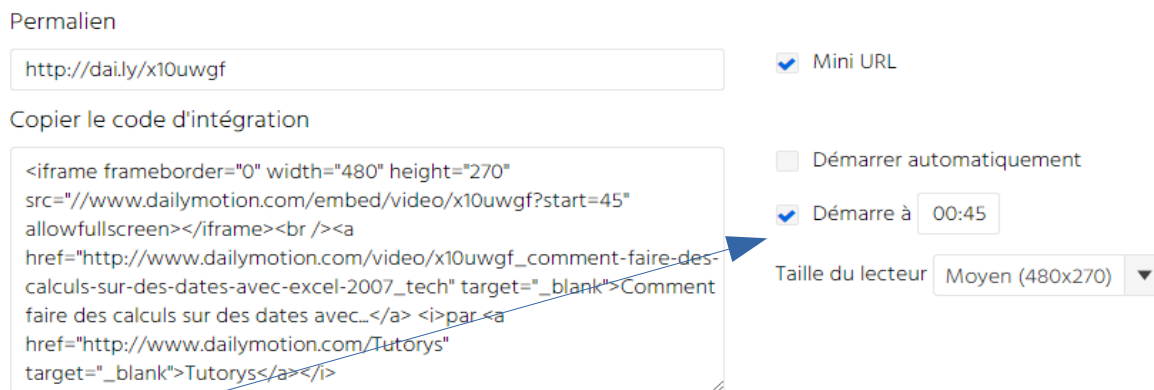 Permalien
http://dai.ly/x10uwgf
Mini URL
Copier le code d'intégration
<iframe frameborder="0" width="480" height="270"
src="//www.dailymotion.com/embed/video/x10uwgf?start=45"
allowfullscreen></iframe><br /><a
href="http://www.dailymotion.com/video/x10uwgf_comment-faire-des-
calculs-sur-des-dates-avec-excel-2007_tech" target="_blank">Comment
faire des calculs sur des dates avec...</a> <i>par <a
href="http://www.dailymotion.com/Tutorys"
target="_blank">Tutorys</a></i>
Démarrer automatiquement
Démarre à 00:45
Taille du lecteur Moyen (480x270)